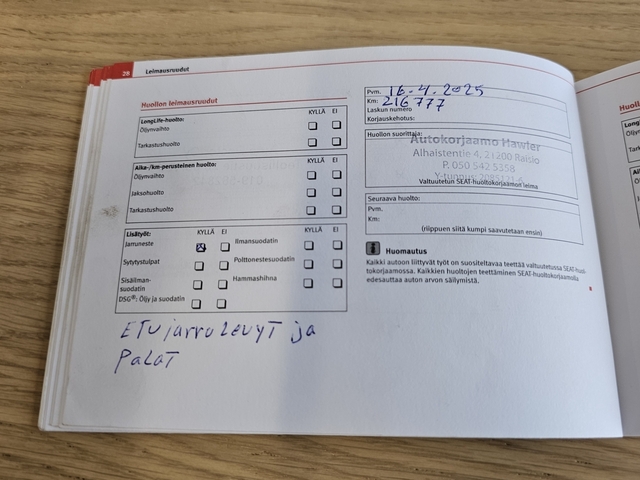 28 Leimausruudut
Huollon leimausruudut
KYLLÄ EI
LongLife-huolto:
Öljynvaihto
Tarkastushuolto
Aika-/km-perusteinen huolto:
Öljynvaihto
Jaksohuolto
Tarkastushuolto
Lisätyöt: KYLLÄ EI KYLLÄ EI
Jarruneste Ilmansuodatin
Sytytystulpat Polttonestesuodatin
Sisäilman- Hammashihna
suodatin
DSG®: Öljy ja suodatin
ETUjarruLevyT ja
PaLaT
Pvm. 16-4.2025
Km: 216777
Laskun numero
Korjauskehotus:
Huollon suorittaja:
Autokorjaamo Hawler
Alhaistentie 4, 21200 Raisio
P. 050 542 5358
Y-tunnus:
Valtuutetun SEAT-huoltokorjaamon leima
Seuraava huolto:
Pvm.
Km:
(riippuen siitä kumpi saavutetaan ensin)
Huomautus
Kaikki autoon liittyvät työt on suositeltavaa teettää valtuutetussa SEAT-huol-
tokorjaamossa. Kaikkien huoltojen teettäminen SEAT-huoltokorjaamolla
edesauttaa auton arvon säilymistä.